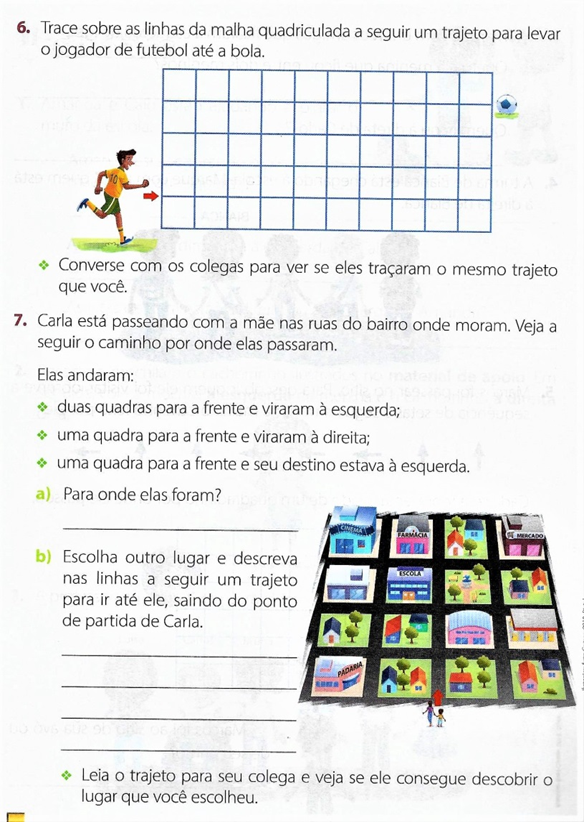 6. Trace sobre as linhas da malha quadriculada a seguir um trajeto para levar
o jogador de futebol até a bola.
10
❖ Converse com os colegas para ver se eles traçaram o mesmo trajeto
que você.
7. Carla está passeando com a mãe nas ruas do bairro onde moram. Veja a
seguir o caminho por onde elas passaram.
Elas andaram:
❖ duas quadras para a frente e viraram à esquerda;
❖ uma quadra para a frente e viraram à direita;
❖ uma quadra para a frente e seu destino estava à esquerda.
a) Para onde elas foram?
b) Escolha outro lugar e descreva
nas linhas a seguir um trajeto
para ir até ele, saindo do ponto
de partida de Carla.
CINEMA
FARMÁCIA
MERCADO
ESCOLA
PADARIA
❖ Leia o trajeto para seu colega e veja se ele consegue descobrir o
lugar que você escolheu.